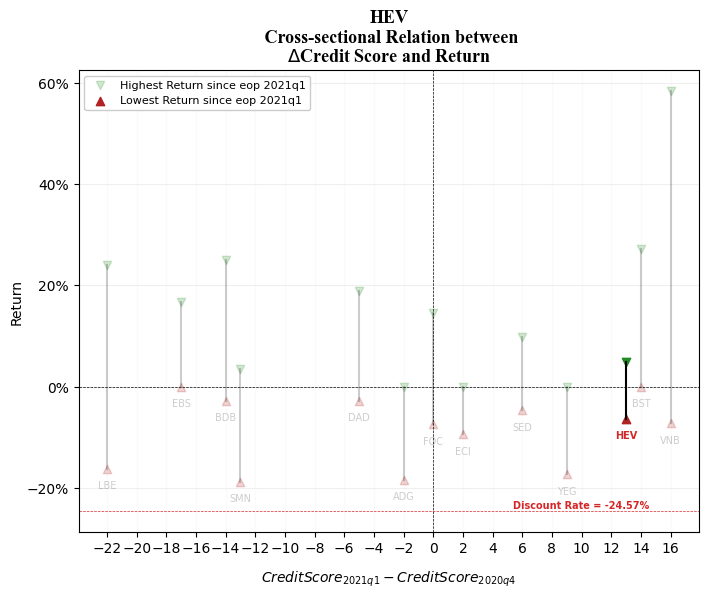 HEV
Cross-sectional Relation between
ΔCredit Score and Return
Highest Return since eop 2021q1
Lowest Return since eop 2021q1
60%
40%
20%
0%
−20%
Return
EBS
BDB
DAD
BST
FOC
ECI
SED
HEV
VNB
LBE
SMN
ADG
YEG
Discount Rate = -24.57%
−22 −20 −18 −16 −14 −12 −10 −8 −6 −4 −2 0 2 4 6 8 10 12 14 16
CreditScore2021q1 − CreditScore2020q4